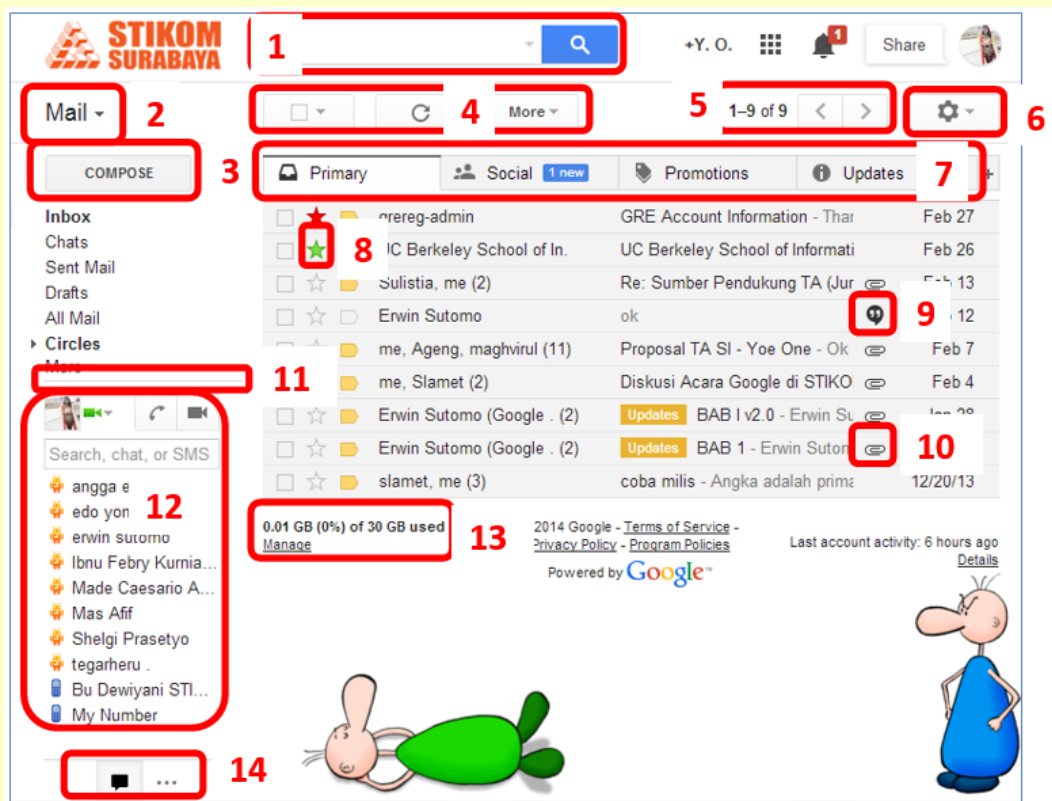 STIKOM
SURABAYA
1
+Y. O.
1
Share
Mail
2
4
More
5
1–9 of 9
6
COMPOSE
3
Primary
Social 1 new
Promotions
Updates
7
+
Inbox
Chats
Sent Mail
Drafts
All Mail
Circles
More
grereg-admin GRE Account Information - Thar Feb 27
8
UC Berkeley School of In. UC Berkeley School of Informati Feb 26
Sulistia, me (2) Re: Sumber Pendukung TA (Jur Feb 13
Erwin Sutomo ok 12
9
me, Ageng, maghvirul (11) Proposal TA SI - Yoe One - Ok Feb 7
11
me, Slamet (2) Diskusi Acara Google di STIKO Feb 4
Erwin Sutomo (Google . (2) Updates BAB I v2.0 - Erwin Su Jan 28
Erwin Sutomo (Google . (2) Updates BAB 1 - Erwin Sutom
10
slamet, me (3) coba milis - Angka adalah prima 12/20/13
Search, chat, or SMS
angga e
edo yon
12
erwin sutomo
Ibnu Febry Kurnia...
Made Caesario A...
Mas Afif
Shelgi Prasetyo
tegarheru .
Bu Dewiyani STI...
My Number
0.01 GB (0%) of 30 GB used
Manage
13
2014 Google - Terms of Service -
Privacy Policy - Program Policies
Powered by Google™
Last account activity: 6 hours ago
Details
14